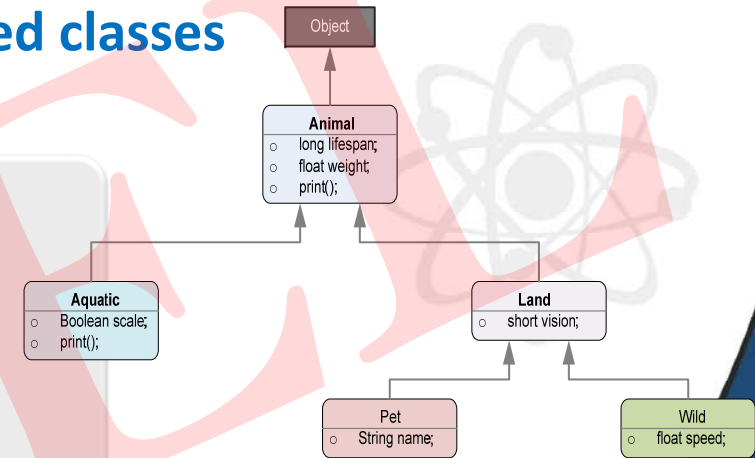 ed classes
Object
Animal
○ long lifespan;
○ float weight;
○ print();
Aquatic
○ Boolean scale;
○ print();
Land
○ short vision;
Pet
○ String name;
Wild
○ float speed;